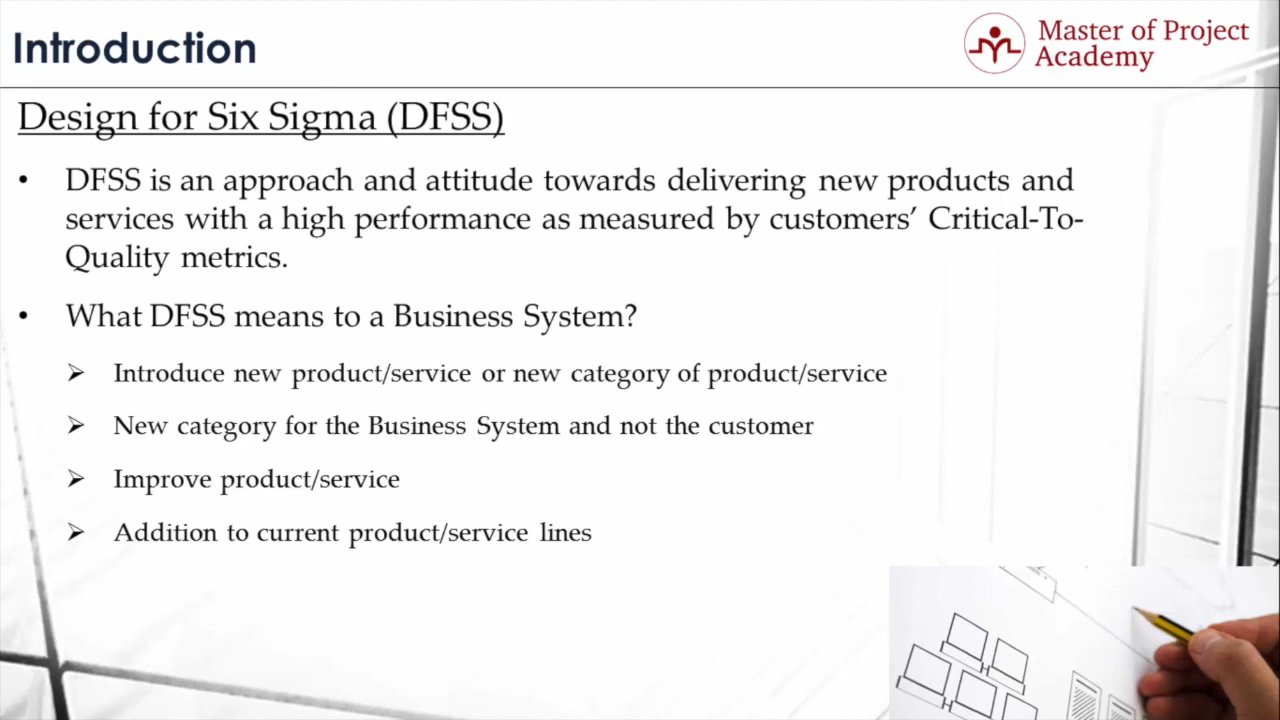 Introduction
Master of Project
Academy
Design for Six Sigma (DFSS)
• DFSS is an approach and attitude towards delivering new products and
services with a high performance as measured by customers’ Critical-To-
Quality metrics.
• What DFSS means to a Business System?
➢ Introduce new product/service or new category of product/service
➢ New category for the Business System and not the customer
➢ Improve product/service
➢ Addition to current product/service lines